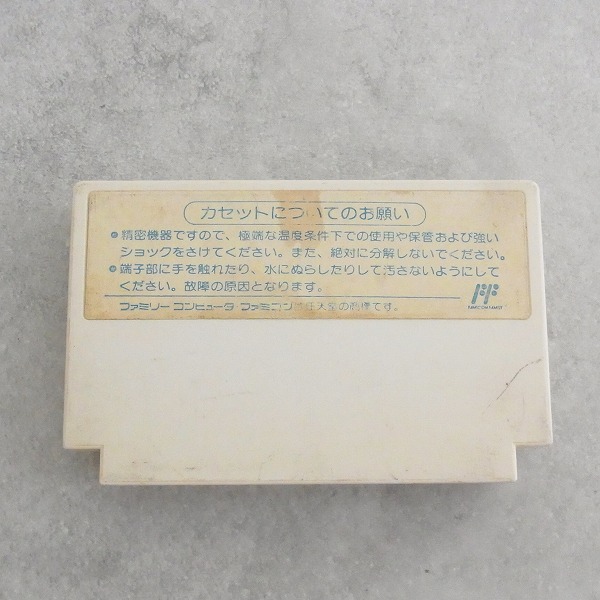 カセットについてのお願い
●精密機器ですので、極端な温度条件下での使用や保管および強い
ショックをさけてください。また、絶対に分解しないでください。
●端子部に手を触れたり、水にぬらしたりして汚さないようにして
ください。故障の原因となります。
ファミリーコンピュータ ファミコンは任天堂の商標です。
FF
FAMICOM FAMILY